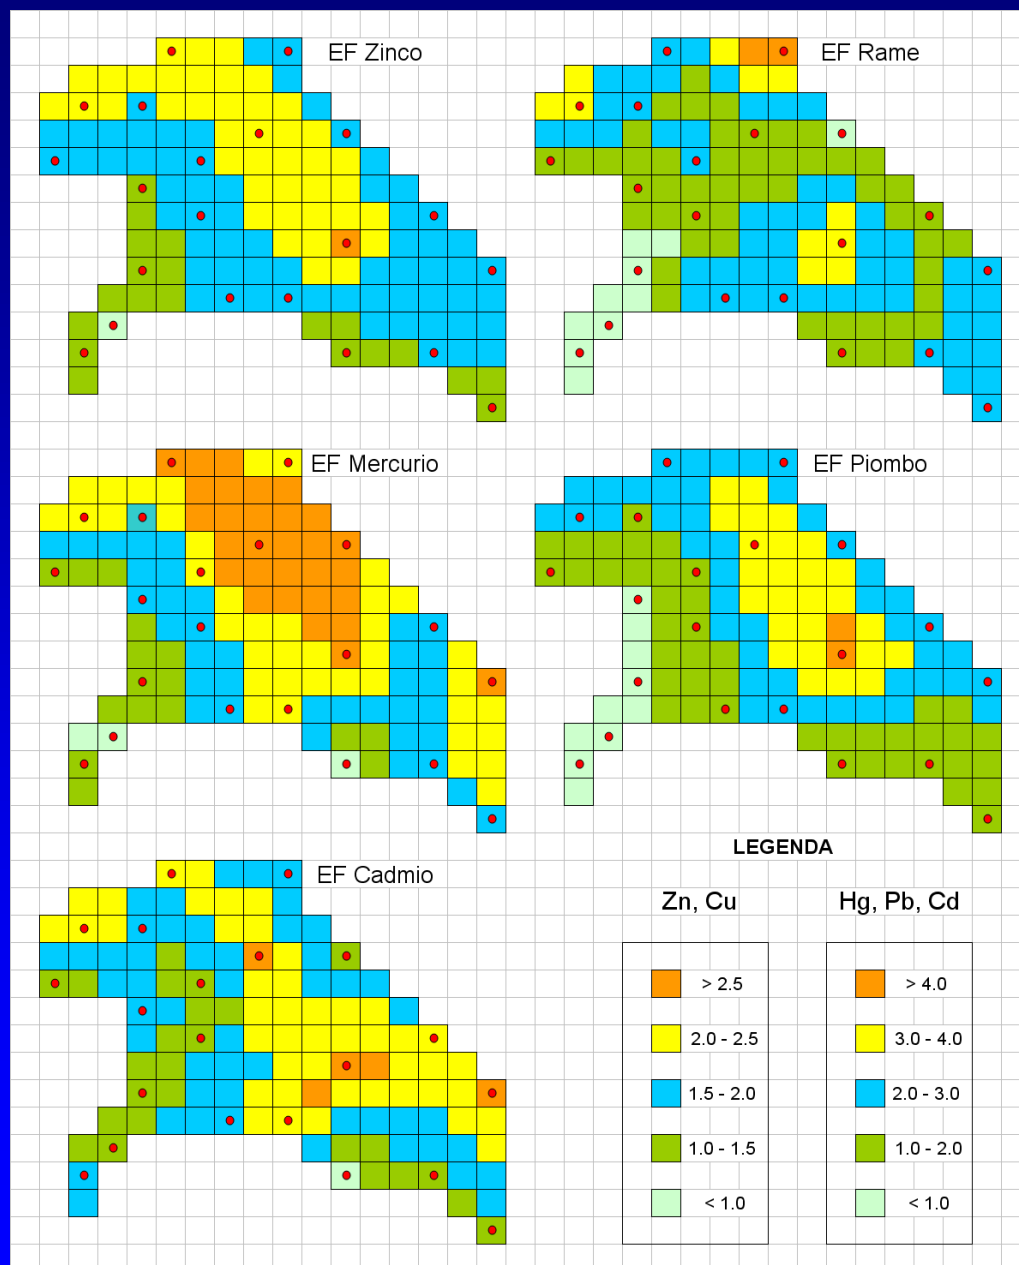 EF Zinco
EF Rame
EF Mercurio
EF Piombo
EF Cadmio
LEGENDA
Zn, Cu
Hg, Pb, Cd
> 2.5
> 4.0
2.0 - 2.5
3.0 - 4.0
1.5 - 2.0
2.0 - 3.0
1.0 - 1.5
1.0 - 2.0
< 1.0
< 1.0